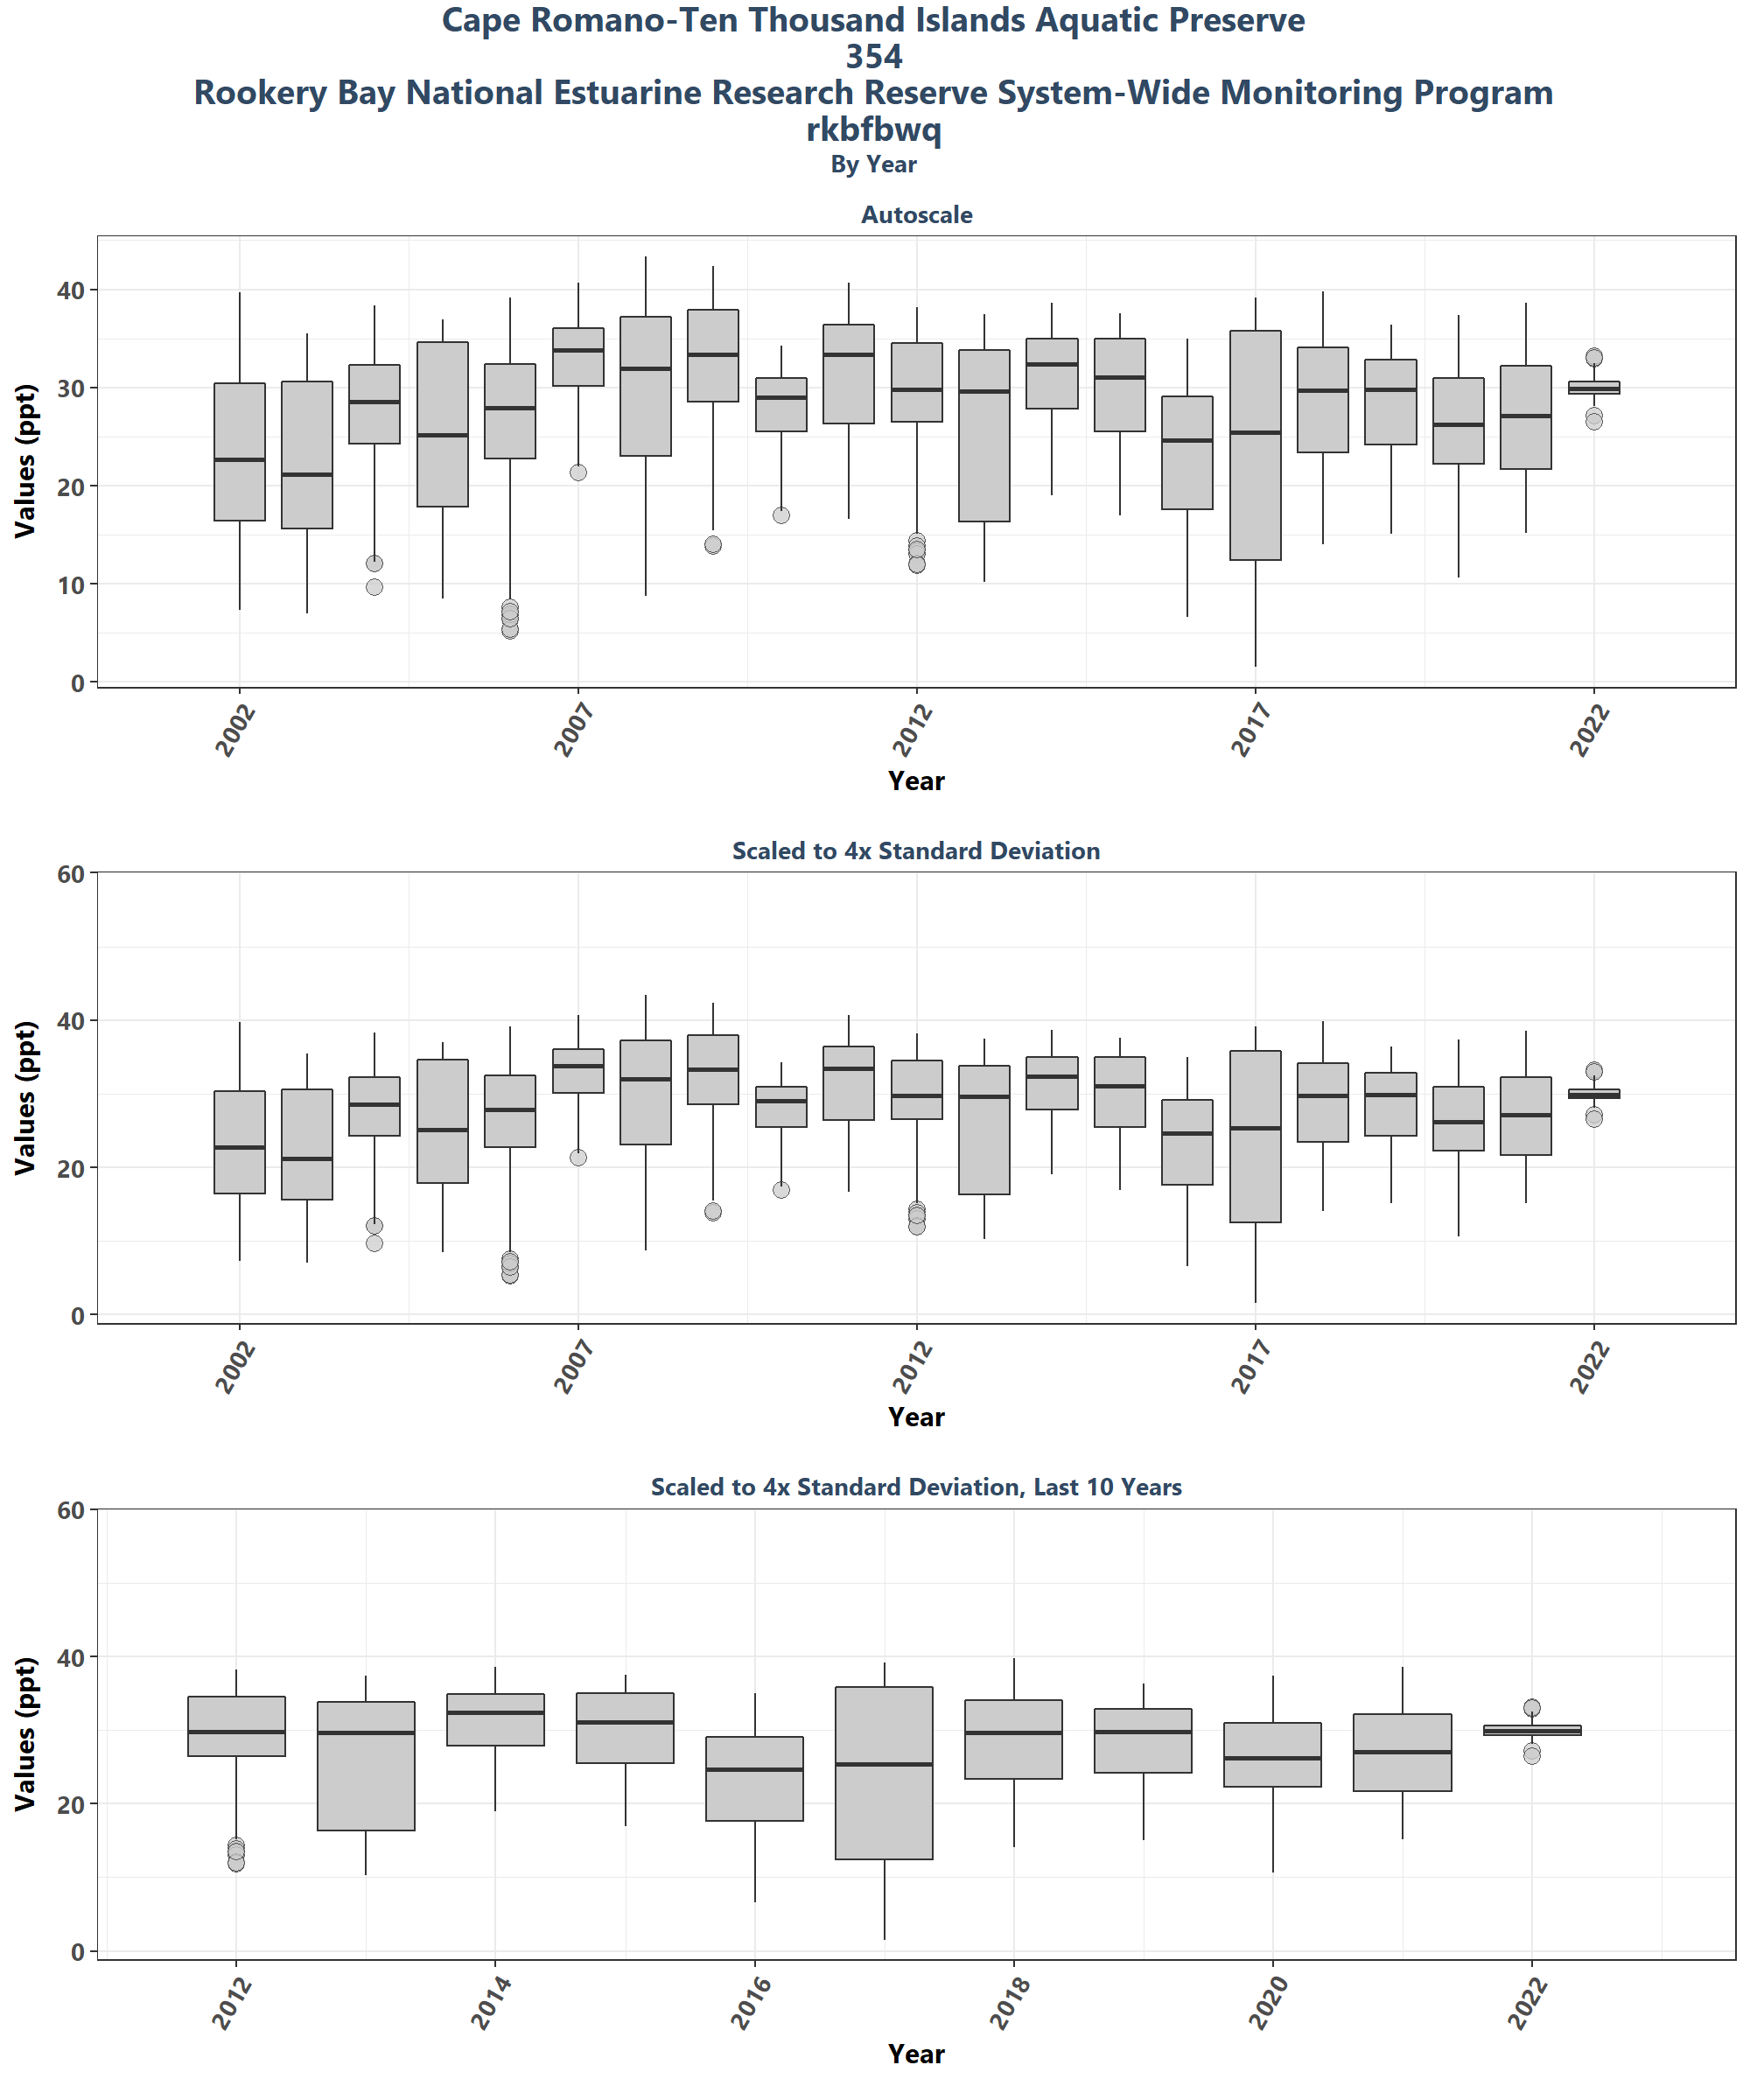 Cape Romano-Ten Thousand Islands Aquatic Preserve
354
Rookery Bay National Estuarine Research Reserve System-Wide Monitoring Program
rkbfbwq
By Year
Autoscale
Values (ppt)
40
30
20
10
0
2002
2007
2012
2017
2022
Year
Scaled to 4x Standard Deviation
Values (ppt)
60
40
20
0
2002
2007
2012
2017
2022
Year
Scaled to 4x Standard Deviation, Last 10 Years
Values (ppt)
60
40
20
0
2012
2014
2016
2018
2020
2022
Year